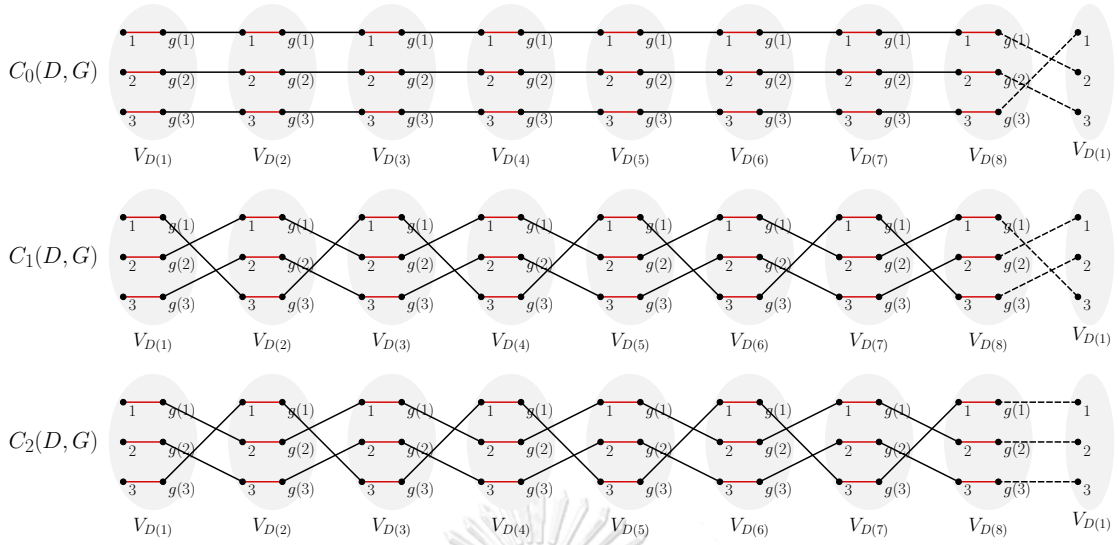 1 g(1) 1 g(1) 1 g(1) 1 g(1) 1 g(1) 1 g(1) 1 g(1) 1 g(1) 1
C_0(D, G) 2 g(2) 2 g(2) 2 g(2) 2 g(2) 2 g(2) 2 g(2) 2 g(2) 2 g(2) 2
3 g(3) 3 g(3) 3 g(3) 3 g(3) 3 g(3) 3 g(3) 3 g(3) 3 g(3) 3
V_{D(1)} V_{D(2)} V_{D(3)} V_{D(4)} V_{D(5)} V_{D(6)} V_{D(7)} V_{D(8)} V_{D(1)}
1 g(1) 1 g(1) 1 g(1) 1 g(1) 1 g(1) 1 g(1) 1 g(1) 1 g(1) 1
C_1(D, G) 2 g(2) 2 g(2) 2 g(2) 2 g(2) 2 g(2) 2 g(2) 2 g(2) 2 g(2) 2
3 g(3) 3 g(3) 3 g(3) 3 g(3) 3 g(3) 3 g(3) 3 g(3) 3 g(3) 3
V_{D(1)} V_{D(2)} V_{D(3)} V_{D(4)} V_{D(5)} V_{D(6)} V_{D(7)} V_{D(8)} V_{D(1)}
1 g(1) 1 g(1) 1 g(1) 1 g(1) 1 g(1) 1 g(1) 1 g(1) 1 g(1) 1
C_2(D, G) 2 g(2) 2 g(2) 2 g(2) 2 g(2) 2 g(2) 2 g(2) 2 g(2) 2 g(2) 2
3 g(3) 3 g(3) 3 g(3) 3 g(3) 3 g(3) 3 g(3) 3 g(3) 3 g(3) 3
V_{D(1)} V_{D(2)} V_{D(3)} V_{D(4)} V_{D(5)} V_{D(6)} V_{D(7)} V_{D(8)} V_{D(1)}